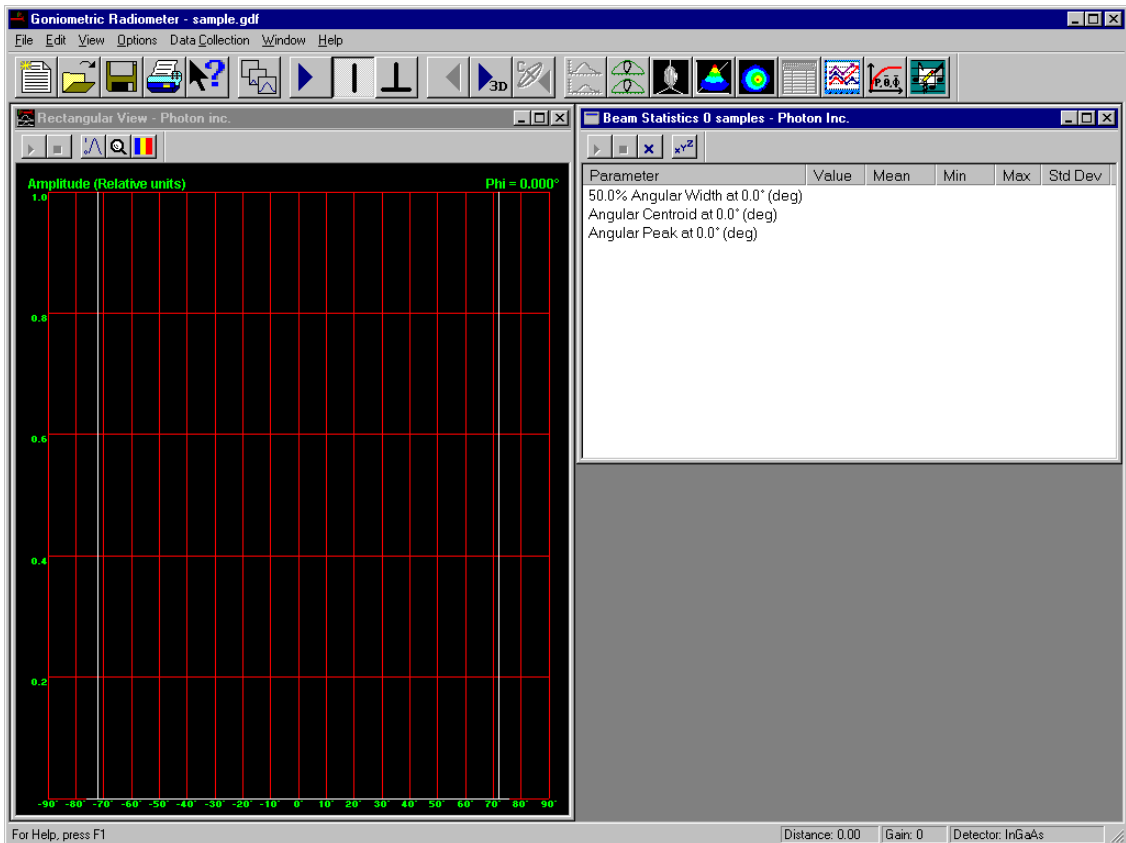 Goniometric Radiometer - sample.gdf
File Edit View Options Data Collection Window Help
3D
P,θ,Φ
Rectangular View - Photon inc.
Amplitude (Relative units) Phi = 0.000°
1.0
0.8
0.6
0.4
0.2
-90° -80° -70° -60° -50° -40° -30° -20° -10° 0° 10° 20° 30° 40° 50° 60° 70° 80° 90°
Beam Statistics 0 samples - Photon Inc.
xYZ
Parameter Value Mean Min Max Std Dev
50.0% Angular Width at 0.0° (deg)
Angular Centroid at 0.0° (deg)
Angular Peak at 0.0° (deg)
For Help, press F1 Distance: 0.00 Gain: 0 Detector: InGaAs